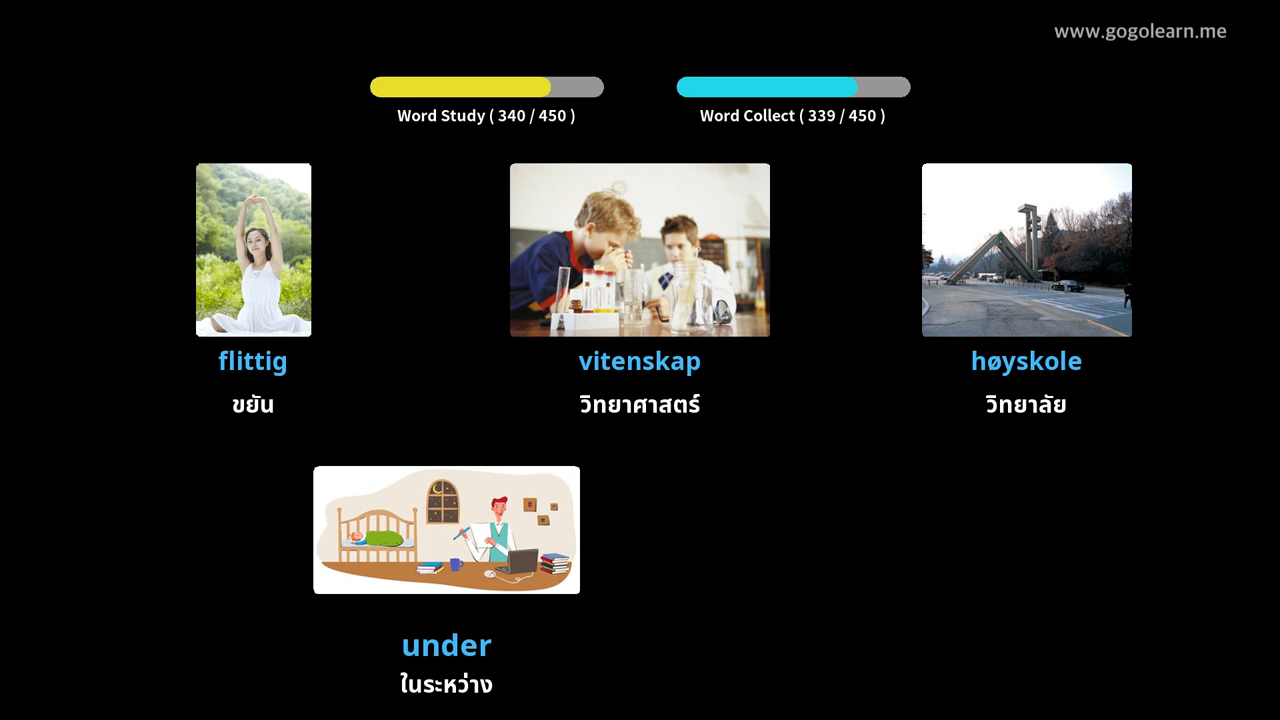 www.gogolearn.me
Word Study ( 340 / 450 )
Word Collect ( 339 / 450 )
flittig
vitenskap
høyskole
ขยัน
วิทยาศาสตร์
วิทยาลัย
under
ในระหว่าง